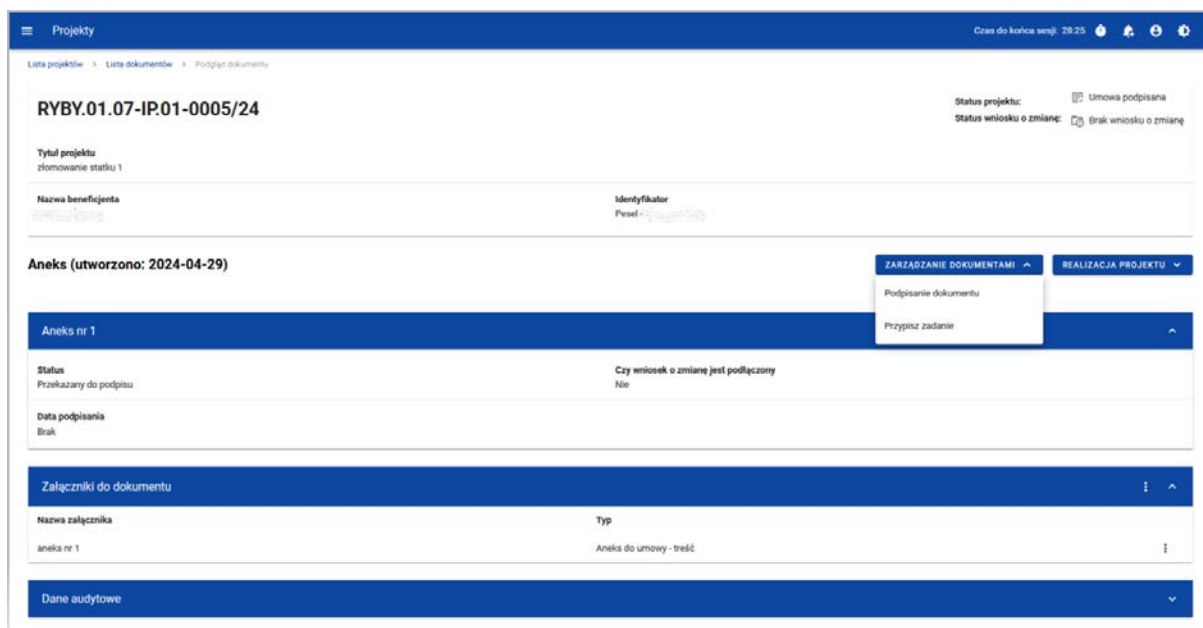 Projekty
Czas do końca sesji: 28:25
Lista projektów > Lista dokumentów > Podgląd dokumentu
RYBY.01.07-IP.01-0005/24
Status projektu: Umowa podpisana
Status wniosku o zmianę: Brak wniosku o zmianę
Tytuł projektu
złomowanie statku 1
Nazwa beneficjenta
Identyfikator
Pesel -
Aneks (utworzono: 2024-04-29)
ZARZĄDZANIE DOKUMENTAMI
REALIZACJA PROJEKTU
Podpisanie dokumentu
Przypisz zadanie
Aneks nr 1
Status
Przekazany do podpisu
Czy wniosek o zmianę jest podłączony
Nie
Data podpisania
Brak
Załączniki do dokumentu
Nazwa załącznika
Typ
aneks nr 1
Aneks do umowy - treść
Dane audytowe